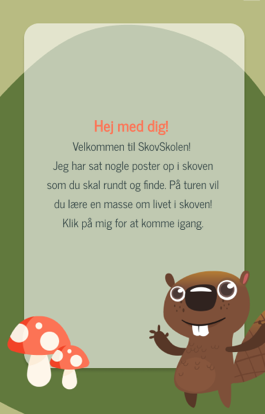 Hej med dig!
Velkommen til SkovSkolen!
Jeg har sat nogle poster op i skoven
som du skal rundt og finde. På turen vil
du lære en masse om livet i skoven!
Klik på mig for at komme igang.